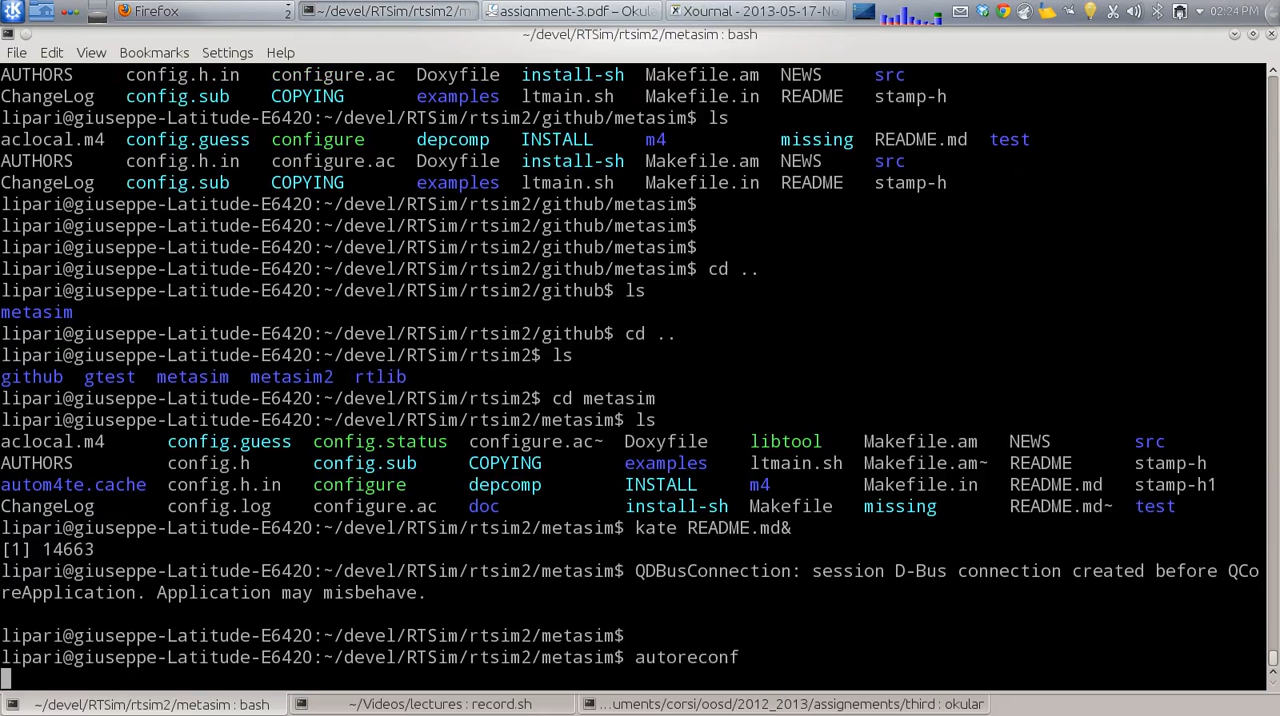 Firefox 2 ~/devel/RTSim/rtsim2/m assignment-3.pdf – Okul Xournal - 2013-05-17-No 02:24 PM
~/devel/RTSim/rtsim2/metasim : bash
File Edit View Bookmarks Settings Help
AUTHORS config.h.in configure.ac Doxyfile install-sh Makefile.am NEWS src
ChangeLog config.sub COPYING examples ltmain.sh Makefile.in README stamp-h
lipari@giuseppe-Latitude-E6420:~/devel/RTSim/rtsim2/github/metasim$ ls
aclocal.m4 config.guess configure depcomp INSTALL m4 missing README.md test
AUTHORS config.h.in configure.ac Doxyfile install-sh Makefile.am NEWS src
ChangeLog config.sub COPYING examples ltmain.sh Makefile.in README stamp-h
lipari@giuseppe-Latitude-E6420:~/devel/RTSim/rtsim2/github/metasim$
lipari@giuseppe-Latitude-E6420:~/devel/RTSim/rtsim2/github/metasim$
lipari@giuseppe-Latitude-E6420:~/devel/RTSim/rtsim2/github/metasim$
lipari@giuseppe-Latitude-E6420:~/devel/RTSim/rtsim2/github/metasim$ cd ..
lipari@giuseppe-Latitude-E6420:~/devel/RTSim/rtsim2/github$ ls
metasim
lipari@giuseppe-Latitude-E6420:~/devel/RTSim/rtsim2/github$ cd ..
lipari@giuseppe-Latitude-E6420:~/devel/RTSim/rtsim2$ ls
github gtest metasim metasim2 rtlib
lipari@giuseppe-Latitude-E6420:~/devel/RTSim/rtsim2$ cd metasim
lipari@giuseppe-Latitude-E6420:~/devel/RTSim/rtsim2/metasim$ ls
aclocal.m4 config.guess config.status configure.ac~ Doxyfile libtool Makefile.am NEWS src
AUTHORS config.h config.sub COPYING examples ltmain.sh Makefile.am~ README stamp-h
autom4te.cache config.h.in configure depcomp INSTALL m4 Makefile.in README.md stamp-h1
ChangeLog config.log configure.ac doc install-sh Makefile missing README.md~ test
lipari@giuseppe-Latitude-E6420:~/devel/RTSim/rtsim2/metasim$ kate README.md&
[1] 14663
lipari@giuseppe-Latitude-E6420:~/devel/RTSim/rtsim2/metasim$ QDBusConnection: session D-Bus connection created before QCo
reApplication. Application may misbehave.
lipari@giuseppe-Latitude-E6420:~/devel/RTSim/rtsim2/metasim$
lipari@giuseppe-Latitude-E6420:~/devel/RTSim/rtsim2/metasim$ autoreconf
~/devel/RTSim/rtsim2/metasim : bash ~/Videos/lectures : record.sh ...uments/corsi/oosd/2012_2013/assignements/third : okular